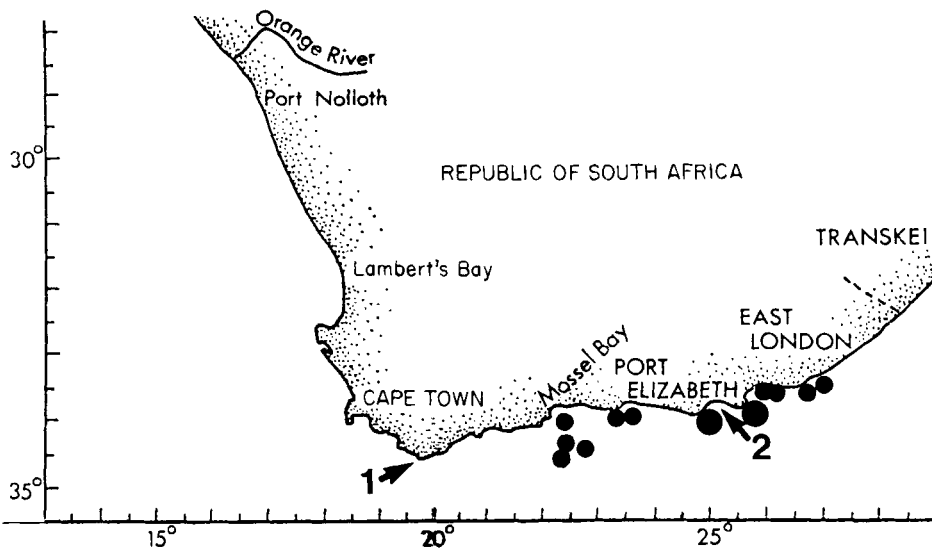 Orange River
Port Nolloth
30°
REPUBLIC OF SOUTH AFRICA
TRANSKEI
Lambert's Bay
EAST
LONDON
Mossel Bay
PORT
ELIZABETH
CAPE TOWN
1
2
35°
15°
20°
25°